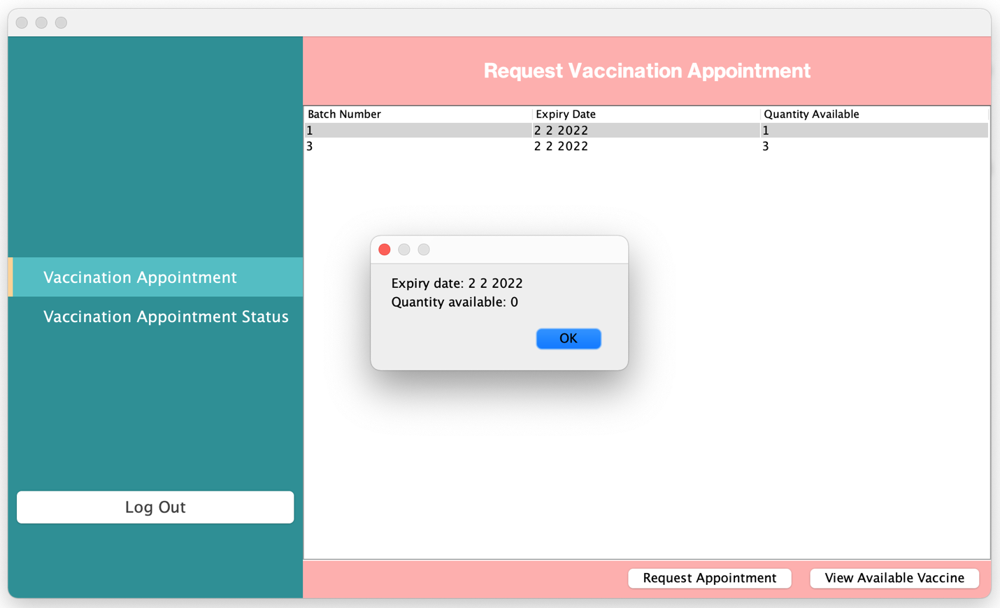 Request Vaccination Appointment
Batch Number Expiry Date Quantity Available
1 2 2 2022 1
3 2 2 2022 3
Expiry date: 2 2 2022
Quantity available: 0
OK
Vaccination Appointment
Vaccination Appointment Status
Log Out
Request Appointment View Available Vaccine